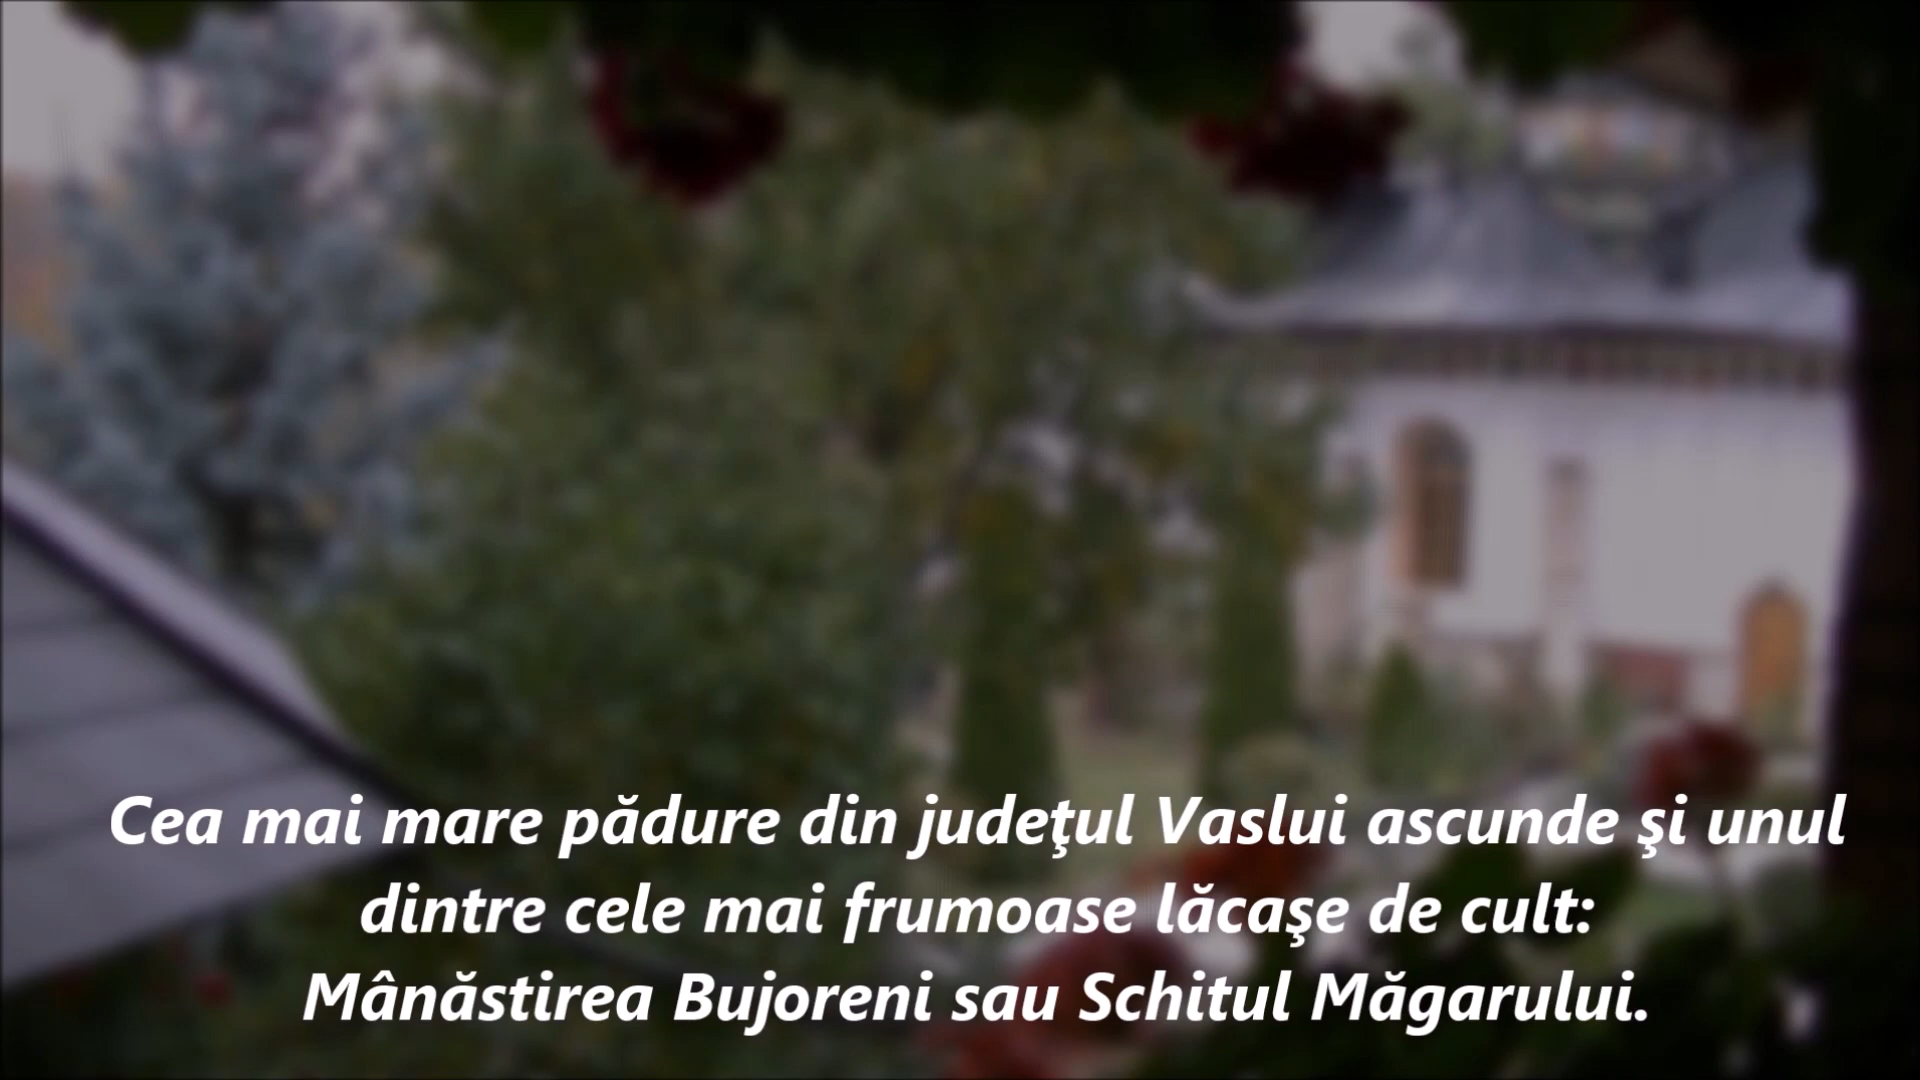 Cea mai mare pădure din judeţul Vaslui ascunde şi unul
dintre cele mai frumoase lăcaşe de cult:
Mânăstirea Bujoreni sau Schitul Măgarului.